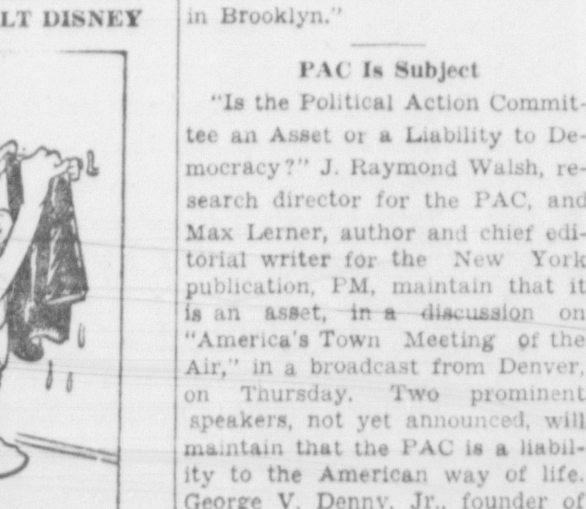 LT DISNEY
in Brooklyn."
PAC Is Subject
"Is the Political Action Commit-
tee an Asset or a Liability to De-
mocracy?" J. Raymond Walsh, re-
search director for the PAC, and
Max Lerner, author and chief edi-
torial writer for the New York
publication, PM, maintain that it
is an asset, in a discussion on
"America's Town Meeting of the
Air," in a broadcast from Denver,
on Thursday. Two prominent
speakers, not yet announced, will
maintain that the PAC is a liabil-
ity to the American way of life.
George V. Denny, Jr., founder of